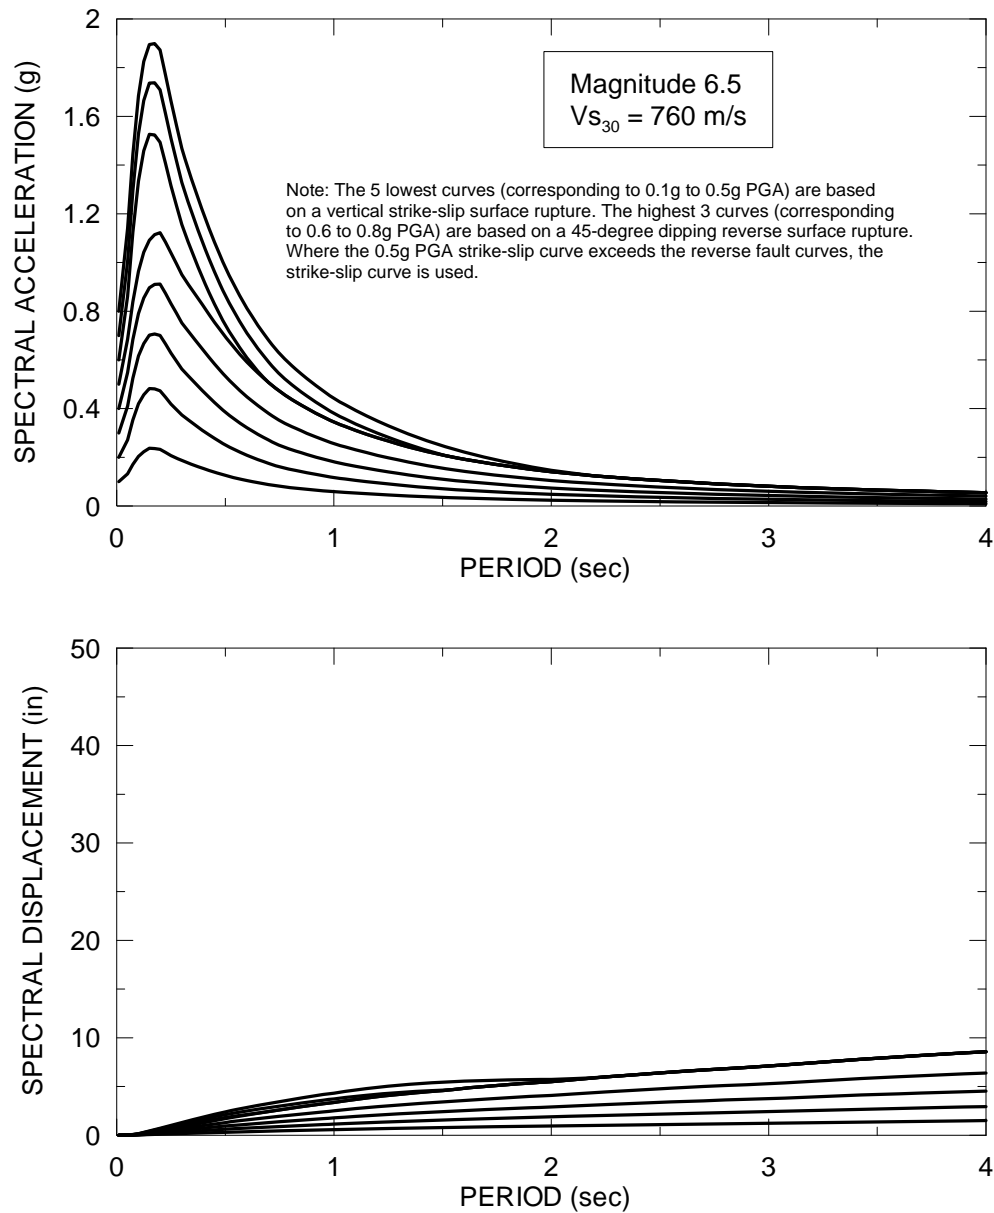 2
1.6
1.2
0.8
0.4
0
SPECTRAL ACCELERATION (g)
Magnitude 6.5
Vs30 = 760 m/s
Note: The 5 lowest curves (corresponding to 0.1g to 0.5g PGA) are based
on a vertical strike-slip surface rupture. The highest 3 curves (corresponding
to 0.6 to 0.8g PGA) are based on a 45-degree dipping reverse surface rupture.
Where the 0.5g PGA strike-slip curve exceeds the reverse fault curves, the
strike-slip curve is used.
0 1 2 3 4
PERIOD (sec)
50
40
30
20
10
0
SPECTRAL DISPLACEMENT (in)
0 1 2 3 4
PERIOD (sec)